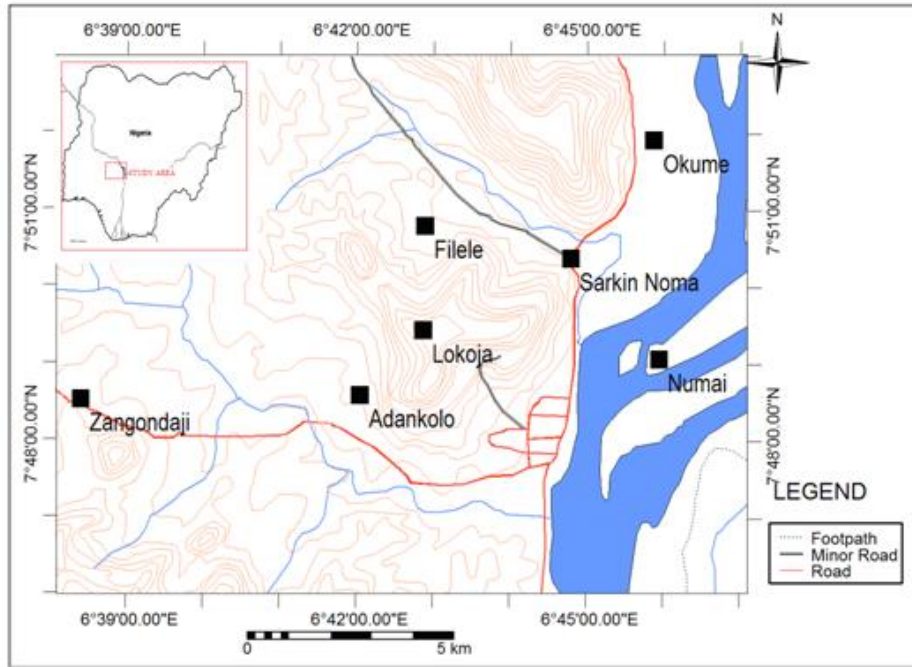 6°39'00.00"E 6°42'00.00"E 6°45'00.00"E
N
Nigeria
STUDY AREA
Okume
7°51'00.00"N
7°51'00.00"N
Filele
Sarkin Noma
Lokoja
Numai
Zangondaji
Adankolo
7°48'00.00"N
7°48'00.00"N
LEGEND
Footpath
Minor Road
Road
6°39'00.00"E 6°42'00.00"E 6°45'00.00"E
0 5 km